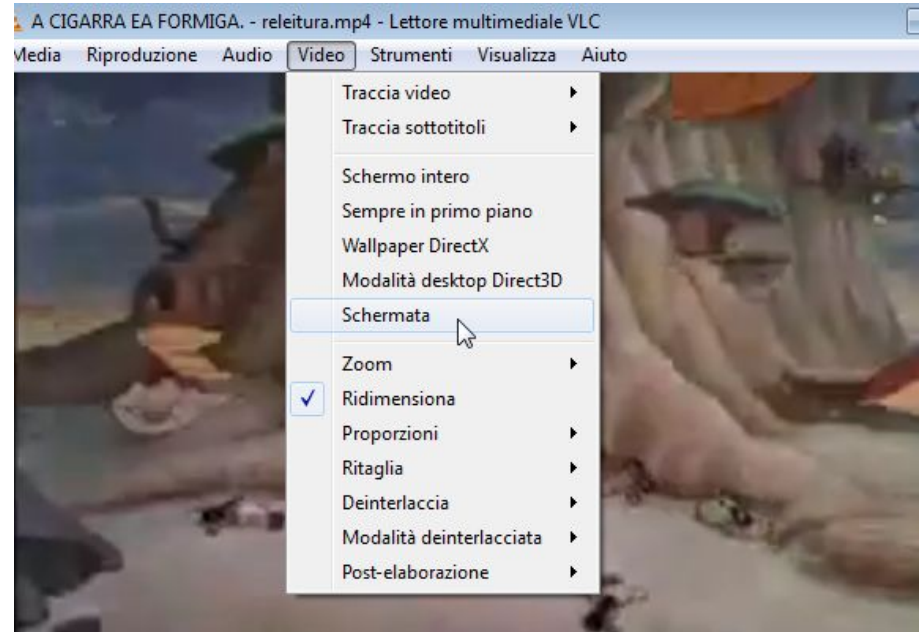 A CIGARRA EA FORMIGA. - releitura.mp4 - Lettore multimediale VLC
Media Riproduzione Audio Video Strumenti Visualizza Aiuto
Traccia video
Traccia sottotitoli
Schermo intero
Sempre in primo piano
Wallpaper DirectX
Modalità desktop Direct3D
Schermata
Zoom
Ridimensiona
Proporzioni
Ritaglia
Deinterlaccia
Modalità deinterlacciata
Post-elaborazione